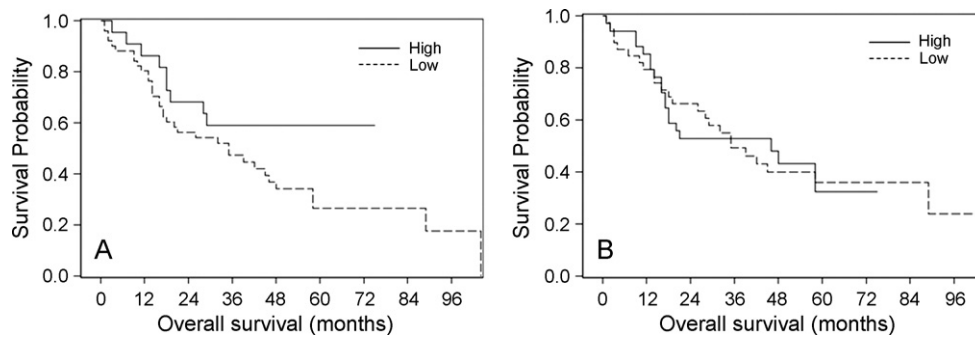 1.0
0.8
0.6
0.4
0.2
0.0
Survival Probability
High
Low
A
0 12 24 36 48 60 72 84 96
Overall survival (months)
1.0
0.8
0.6
0.4
0.2
0.0
Survival Probability
High
Low
B
0 12 24 36 48 60 72 84 96
Overall survival (months)